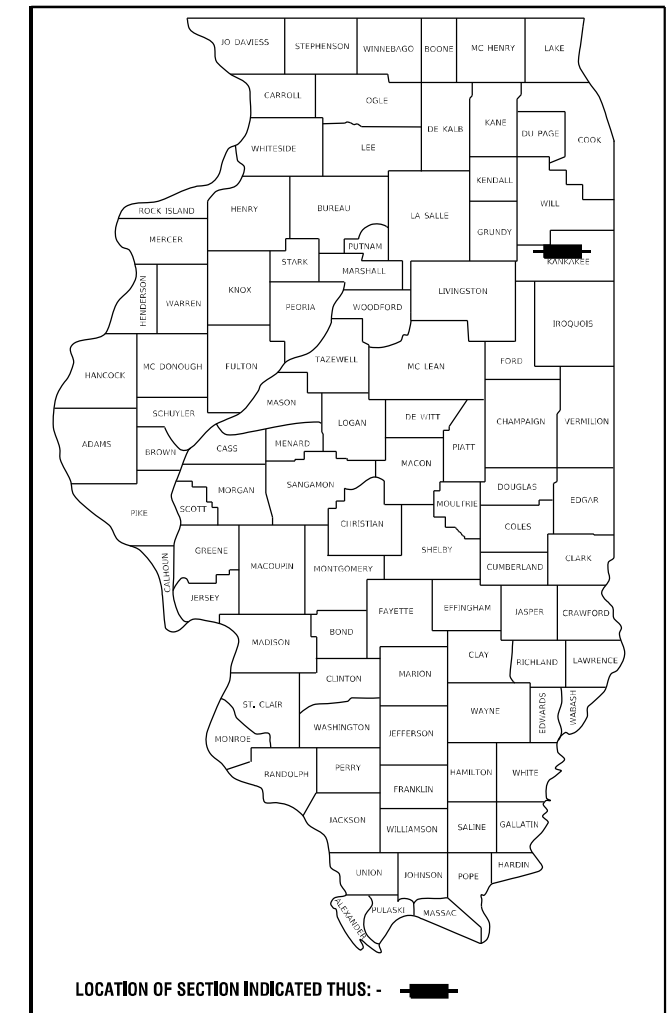 JO DAVIESS
STEPHENSON
WINNEBAGO
BOONE
MC HENRY
LAKE
CARROLL
OGLE
DE KALB
KANE
DU PAGE
COOK
WHITESIDE
LEE
KENDALL
WILL
ROCK ISLAND
HENRY
BUREAU
LA SALLE
GRUNDY
MERCER
PUTNAM
STARK
MARSHALL
KANKAKEE
HENDERSON
WARREN
KNOX
PEORIA
WOODFORD
LIVINGSTON
IROQUOIS
HANCOCK
MC DONOUGH
FULTON
TAZEWELL
MC LEAN
FORD
SCHUYLER
MASON
LOGAN
DE WITT
CHAMPAIGN
VERMILION
ADAMS
BROWN
CASS
MENARD
MACON
PIATT
PIKE
SCOTT
MORGAN
SANGAMON
MOULTRIE
DOUGLAS
EDGAR
CHRISTIAN
COLES
CALHOUN
GREENE
MACOUPIN
MONTGOMERY
SHELBY
CUMBERLAND
CLARK
JERSEY
FAYETTE
EFFINGHAM
JASPER
CRAWFORD
MADISON
BOND
CLAY
RICHLAND
LAWRENCE
CLINTON
MARION
ST. CLAIR
WAYNE
EDWARDS
WABASH
MONROE
WASHINGTON
JEFFERSON
RANDOLPH
PERRY
HAMILTON
WHITE
FRANKLIN
JACKSON
WILLIAMSON
SALINE
GALLATIN
UNION
JOHNSON
POPE
HARDIN
ALEXANDER
PULASKI
MASSAC
LOCATION OF SECTION INDICATED THUS: -